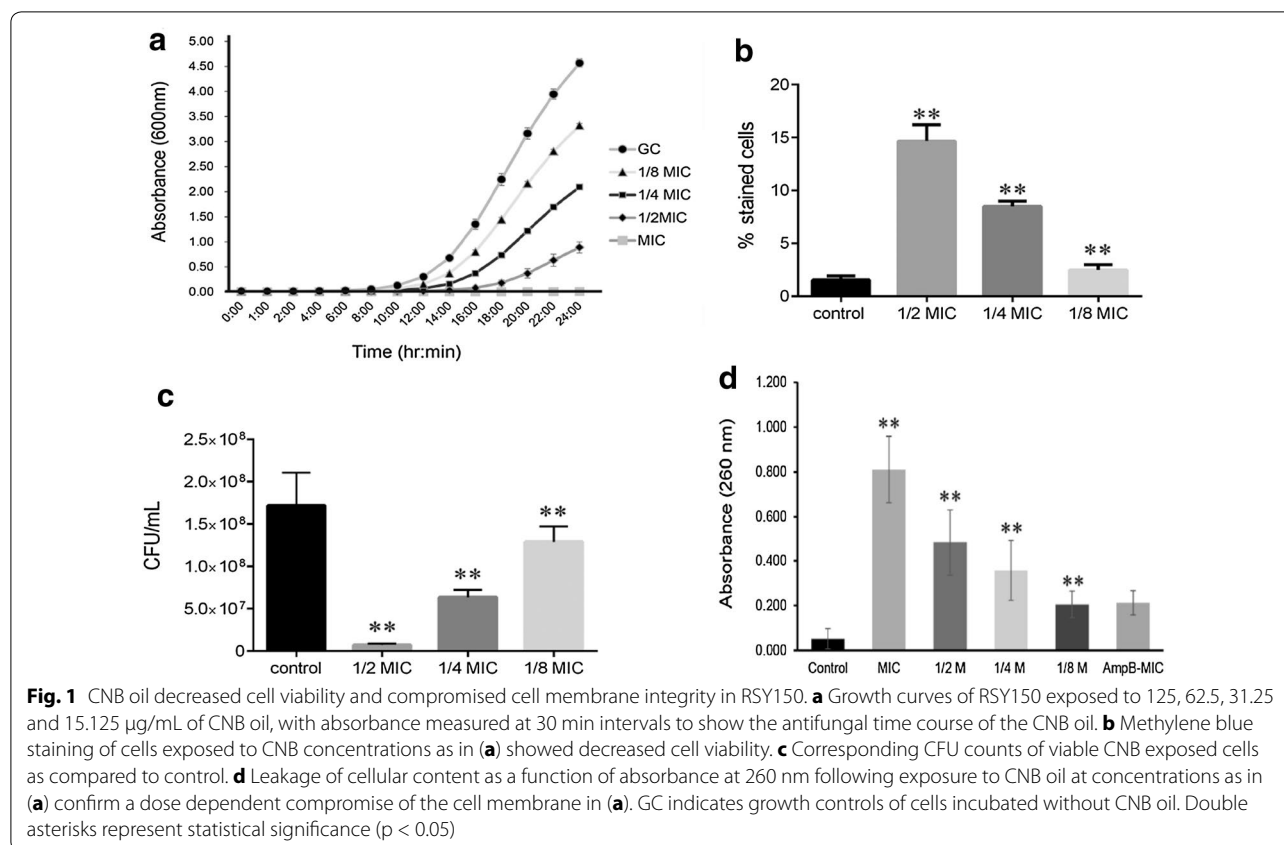 a
5.00
4.50
4.00
3.50
3.00
2.50
2.00
1.50
1.00
0.50
0.00
Absorbance (600nm)
0:00 1:00 2:00 4:00 6:00 8:00 10:00 12:00 14:00 16:00 18:00 20:00 22:00 24:00
Time (hr:min)
GC
1/8 MIC
1/4 MIC
1/2MIC
MIC
b
20
15
10
5
0
% stained cells
** ** **
control 1/2 MIC 1/4 MIC 1/8 MIC
c
2.5×10⁸
2.0×10⁸
1.5×10⁸
1.0×10⁸
5.0×10⁷
0
CFU/mL
** ** **
control 1/2 MIC 1/4 MIC 1/8 MIC
d
1.200
1.000
0.800
0.600
0.400
0.200
0.000
Absorbance (260 nm)
** ** ** **
Control MIC 1/2 M 1/4 M 1/8 M AmpB-MIC
Fig. 1 CNB oil decreased cell viability and compromised cell membrane integrity in RSY150. a Growth curves of RSY150 exposed to 125, 62.5, 31.25
and 15.125 µg/mL of CNB oil, with absorbance measured at 30 min intervals to show the antifungal time course of the CNB oil. b Methylene blue
staining of cells exposed to CNB concentrations as in (a) showed decreased cell viability. c Corresponding CFU counts of viable CNB exposed cells
as compared to control. d Leakage of cellular content as a function of absorbance at 260 nm following exposure to CNB oil at concentrations as in
(a) confirm a dose dependent compromise of the cell membrane in (a). GC indicates growth controls of cells incubated without CNB oil. Double
asterisks represent statistical significance (p < 0.05)